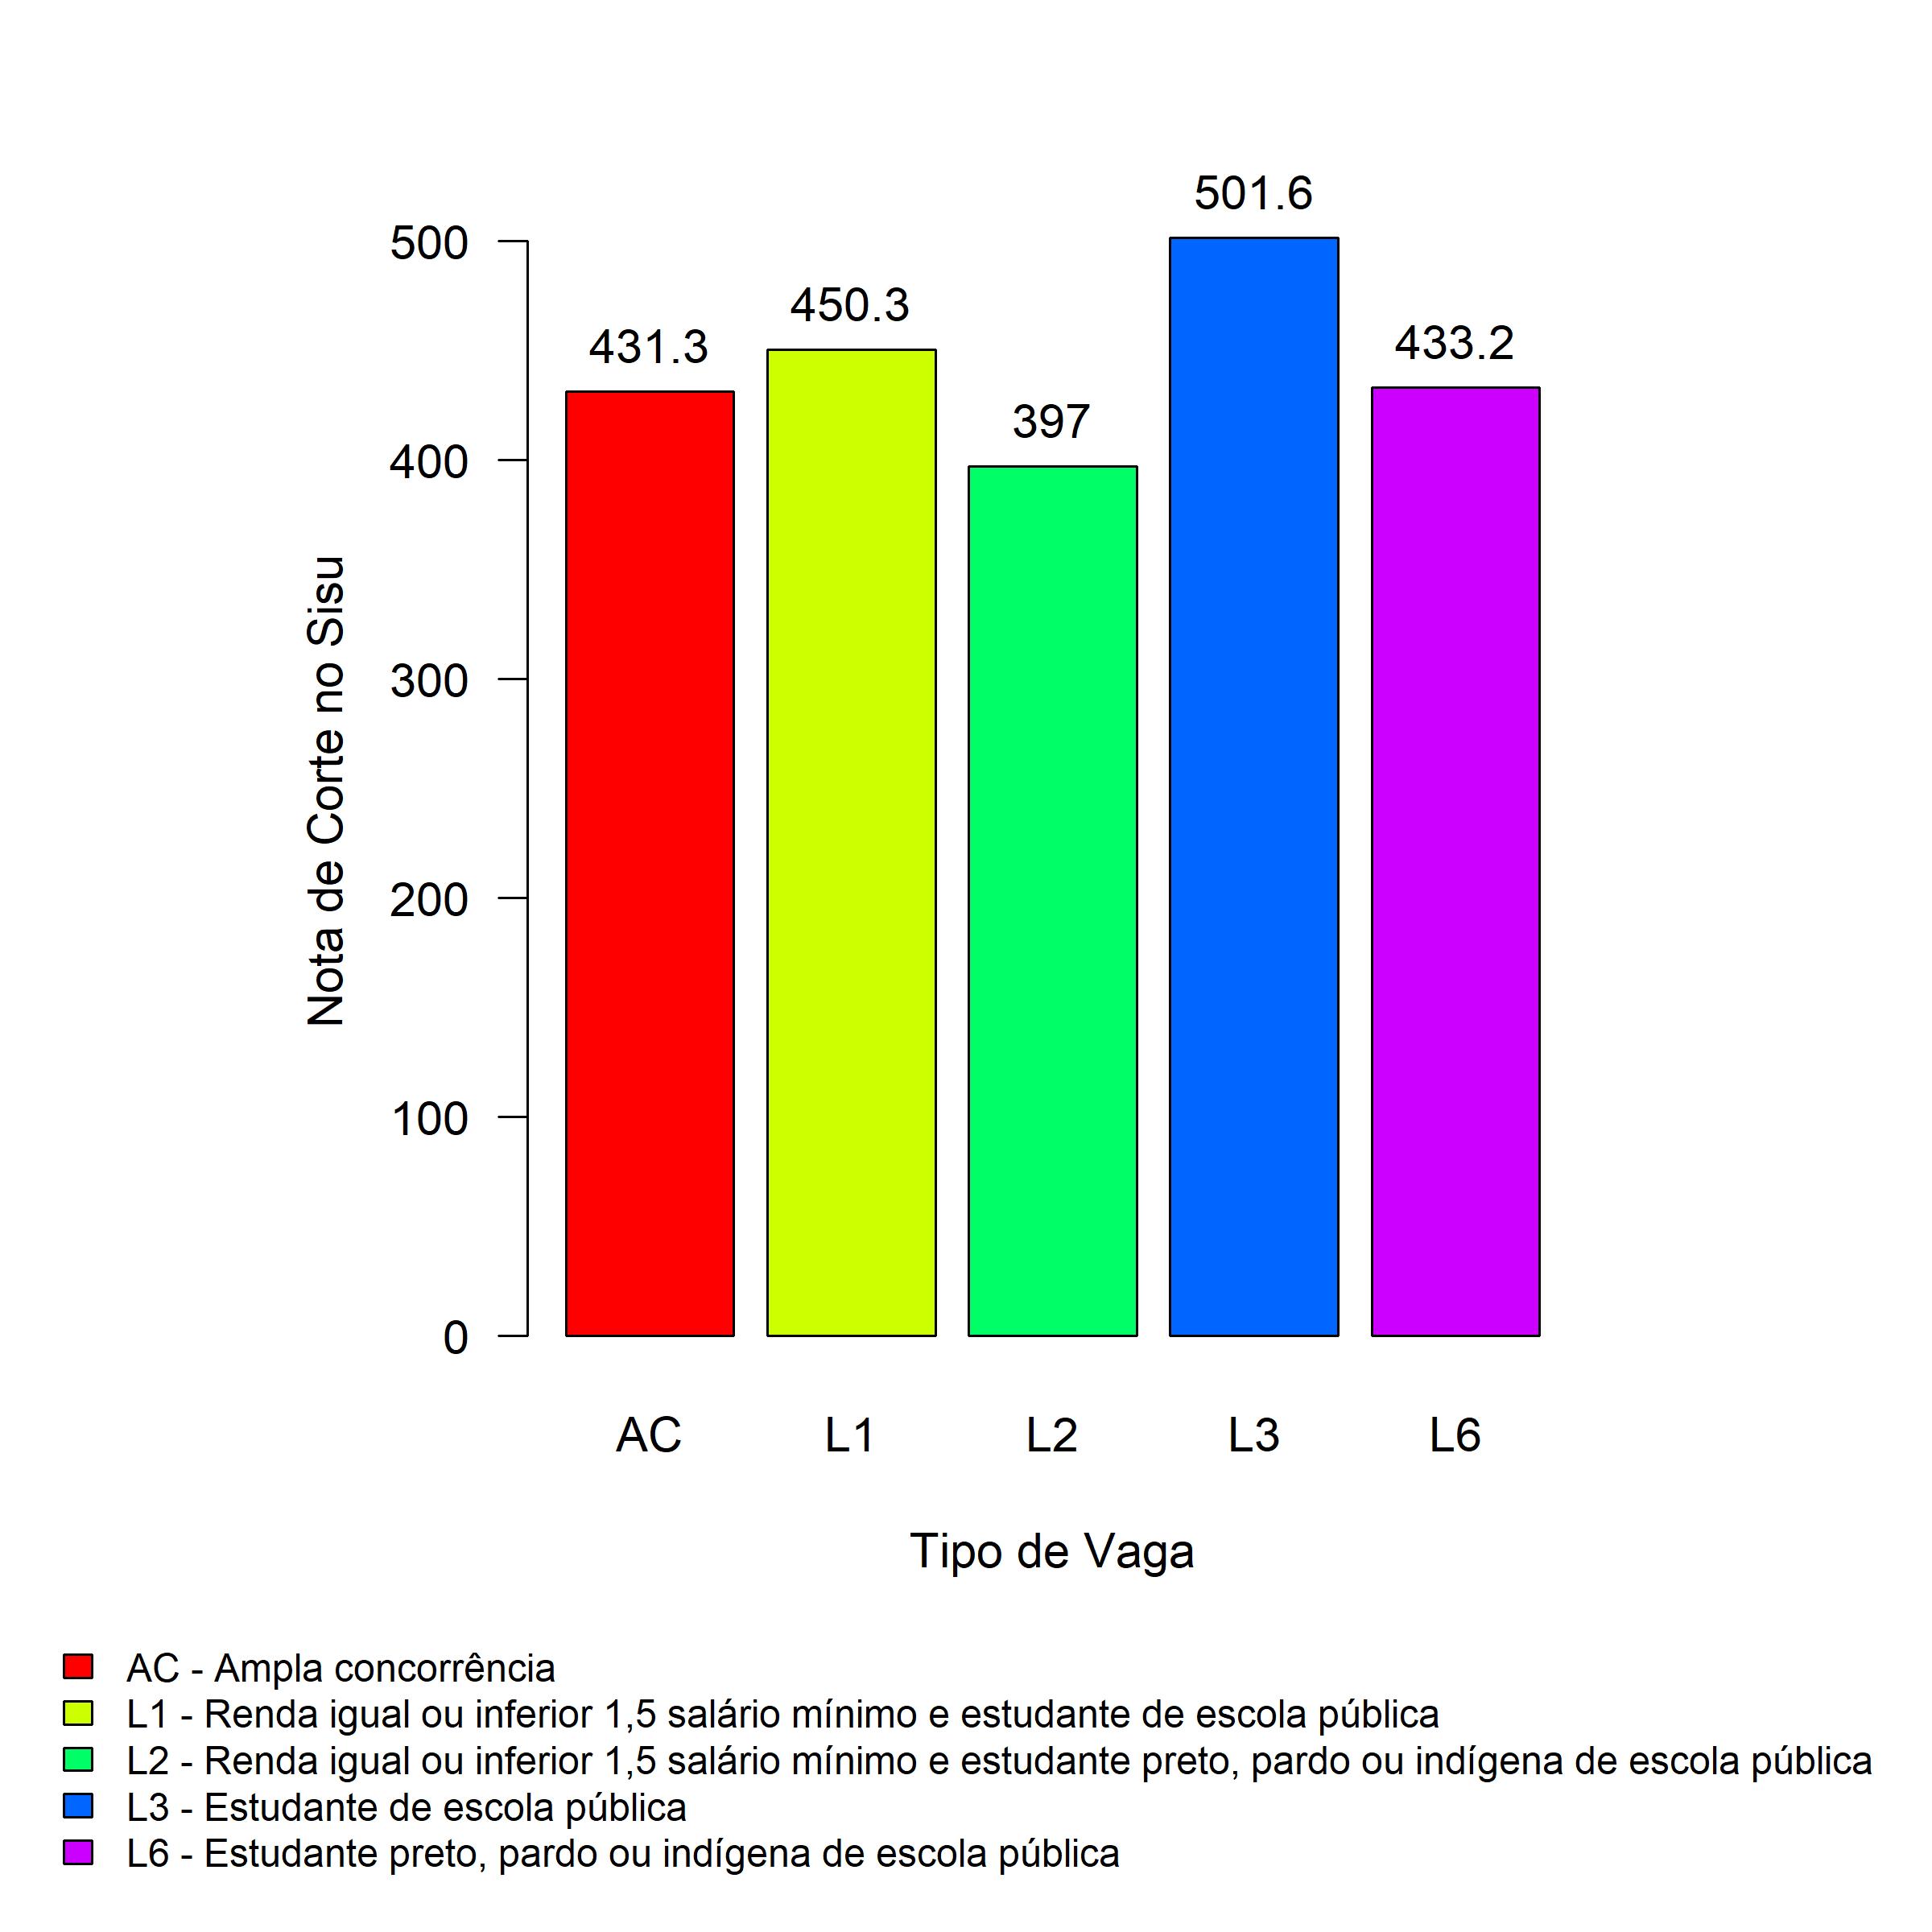 501.6
500
450.3
431.3
433.2
397
400
300
200
100
0
Nota de Corte no Sisu
AC L1 L2 L3 L6
Tipo de Vaga
AC - Ampla concorrência
L1 - Renda igual ou inferior 1,5 salário mínimo e estudante de escola pública
L2 - Renda igual ou inferior 1,5 salário mínimo e estudante preto, pardo ou indígena de escola pública
L3 - Estudante de escola pública
L6 - Estudante preto, pardo ou indígena de escola pública